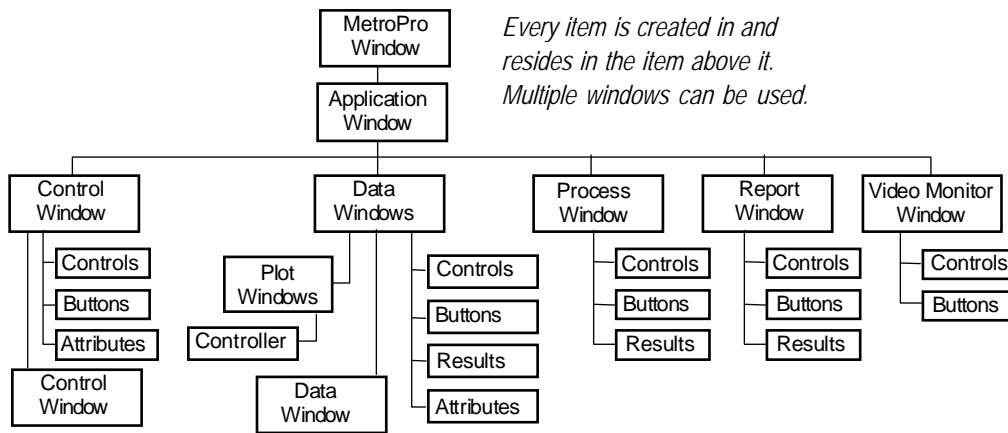 MetroPro
Window
Every item is created in and
resides in the item above it.
Multiple windows can be used.
Application
Window
Control
Window
Data
Windows
Process
Window
Report
Window
Video Monitor
Window
Controls
Buttons
Attributes
Control
Window
Plot
Windows
Controller
Data
Window
Controls
Buttons
Results
Attributes
Controls
Buttons
Results
Controls
Buttons
Results
Controls
Buttons